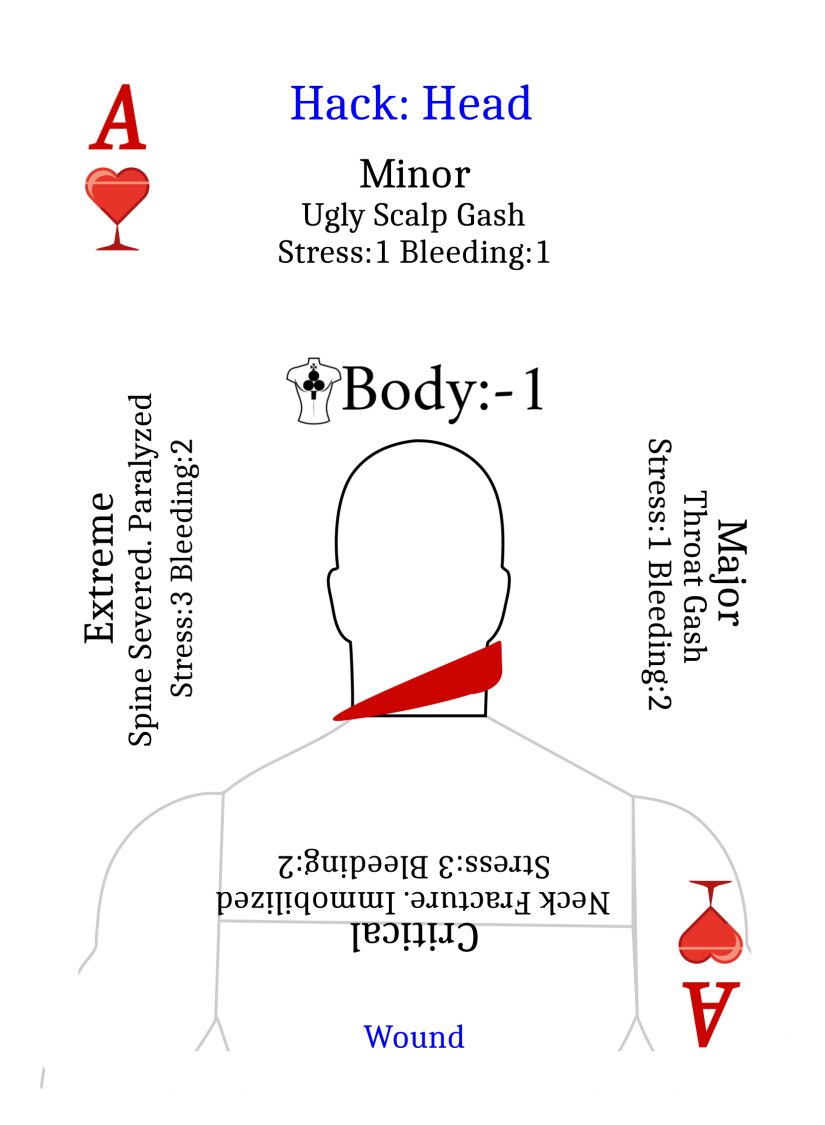 A
Hack: Head
Minor
Ugly Scalp Gash
Stress:1 Bleeding:1
Body:-1
Extreme
Spine Severed. Paralyzed
Stress:3 Bleeding:2
Major
Throat Gash
Stress:1 Bleeding:2
Critical
Neck Fracture. Immobilized
Stress:3 Bleeding:2
Wound
A